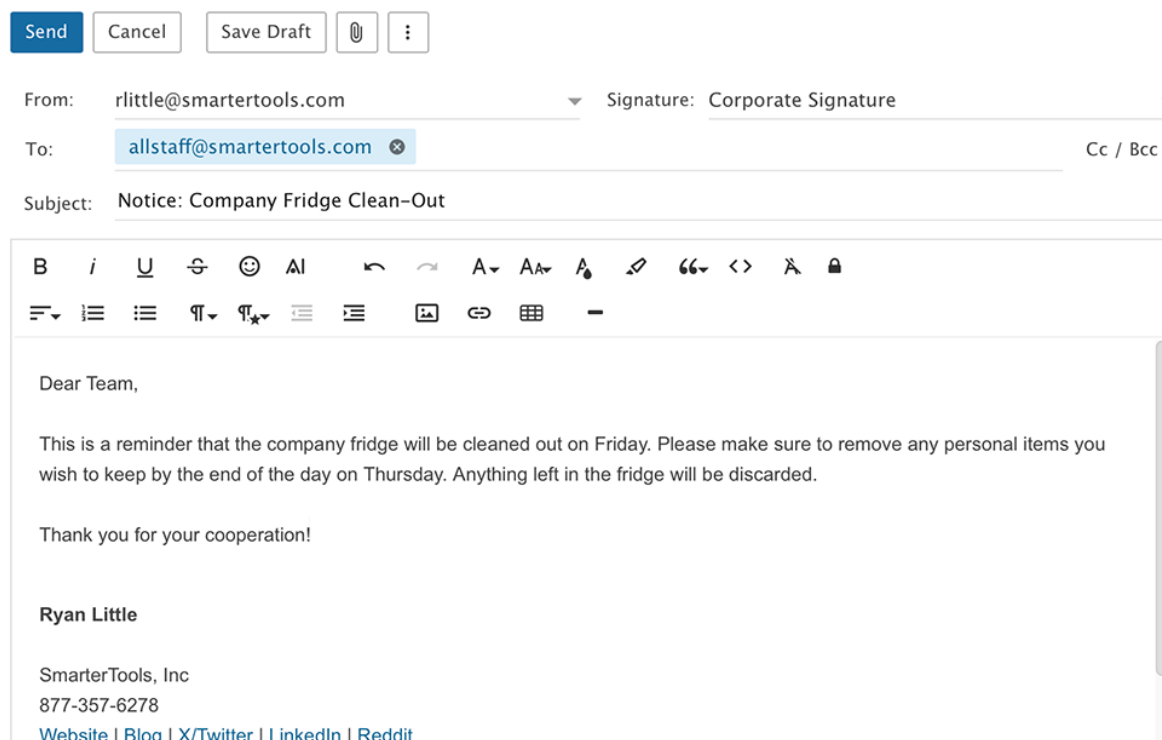 Send Cancel Save Draft
From: rlittle@smartertools.com Signature: Corporate Signature
To: allstaff@smartertools.com Cc / Bcc
Subject: Notice: Company Fridge Clean-Out
B i U S AI A AA A “ <> A
Dear Team,
This is a reminder that the company fridge will be cleaned out on Friday. Please make sure to remove any personal items you
wish to keep by the end of the day on Thursday. Anything left in the fridge will be discarded.
Thank you for your cooperation!
Ryan Little
SmarterTools, Inc
877-357-6278
Website | Blog | X/Twitter | LinkedIn | Reddit